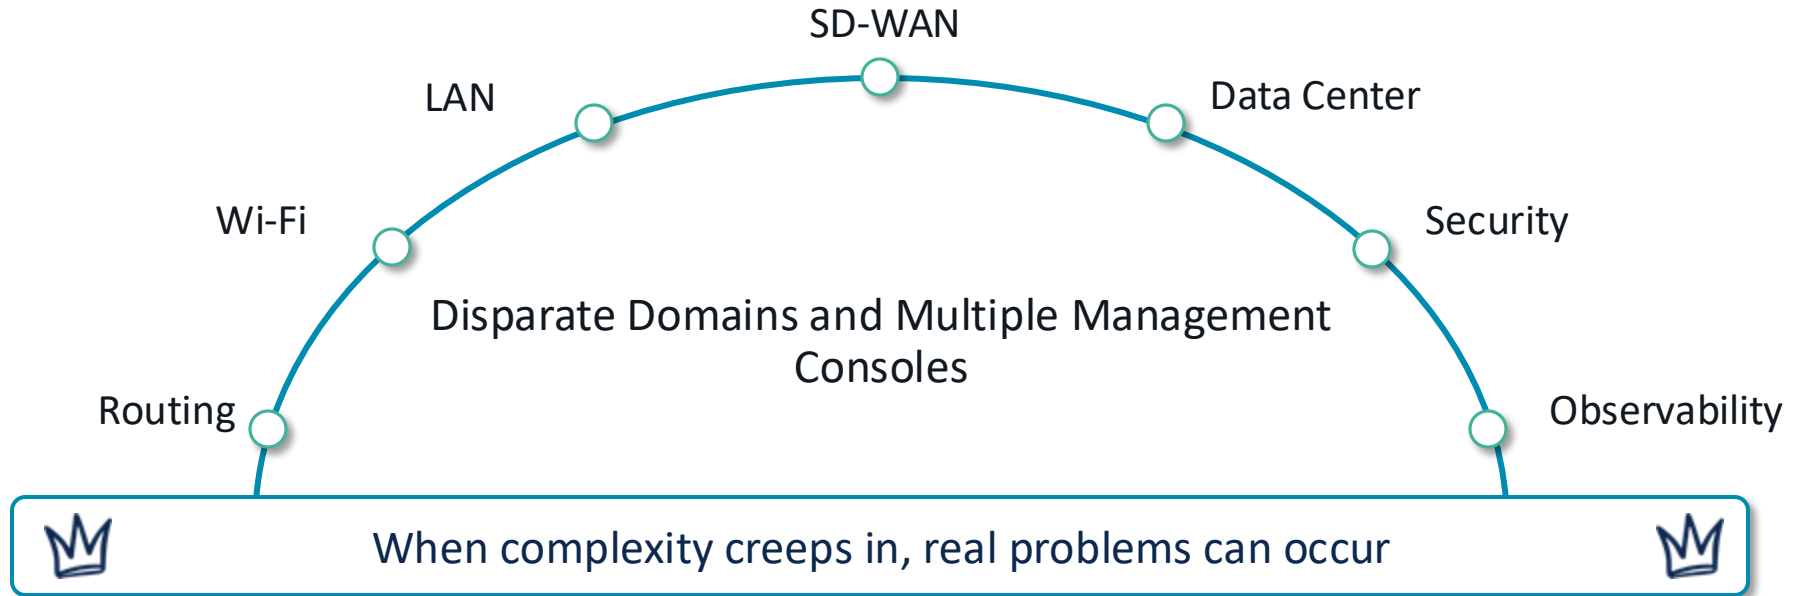 SD-WAN
LAN
Data Center
Wi-Fi
Security
Disparate Domains and Multiple Management
Consoles
Routing
Observability
When complexity creeps in, real problems can occur